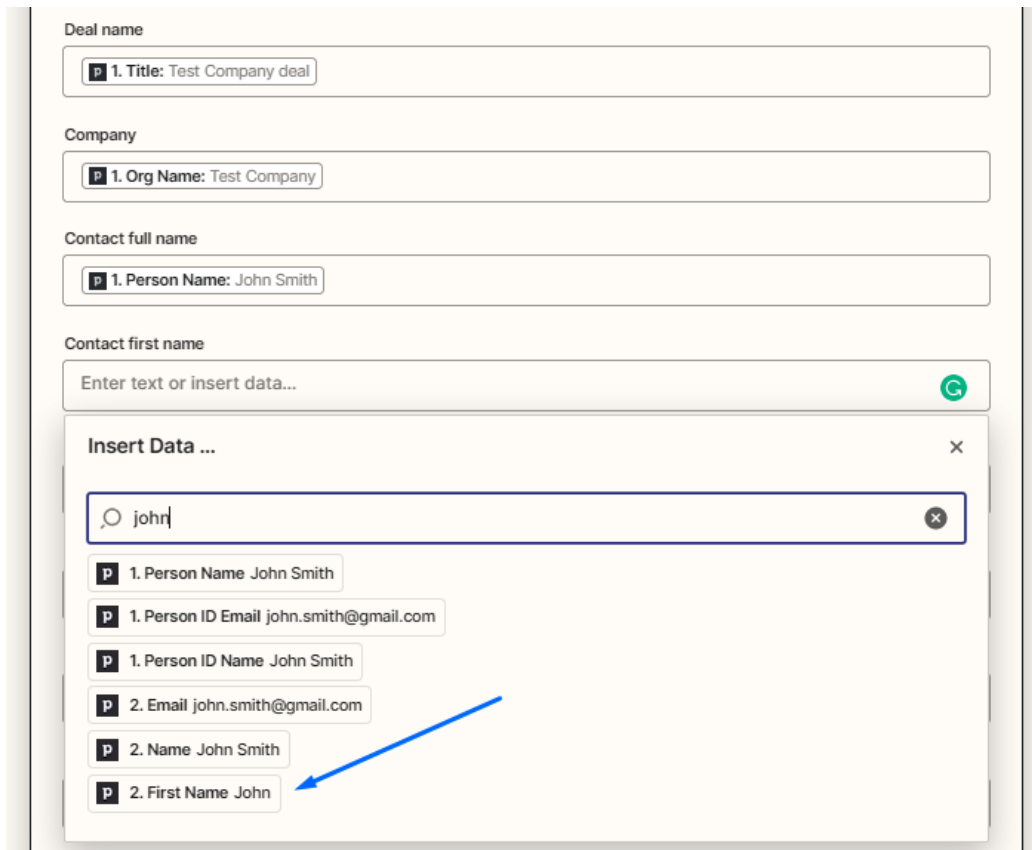 Deal name
1. Title: Test Company deal
Company
1. Org Name: Test Company
Contact full name
1. Person Name: John Smith
Contact first name
Enter text or insert data...
Insert Data ...
john
1. Person Name John Smith
1. Person ID Email john.smith@gmail.com
1. Person ID Name John Smith
2. Email john.smith@gmail.com
2. Name John Smith
2. First Name John